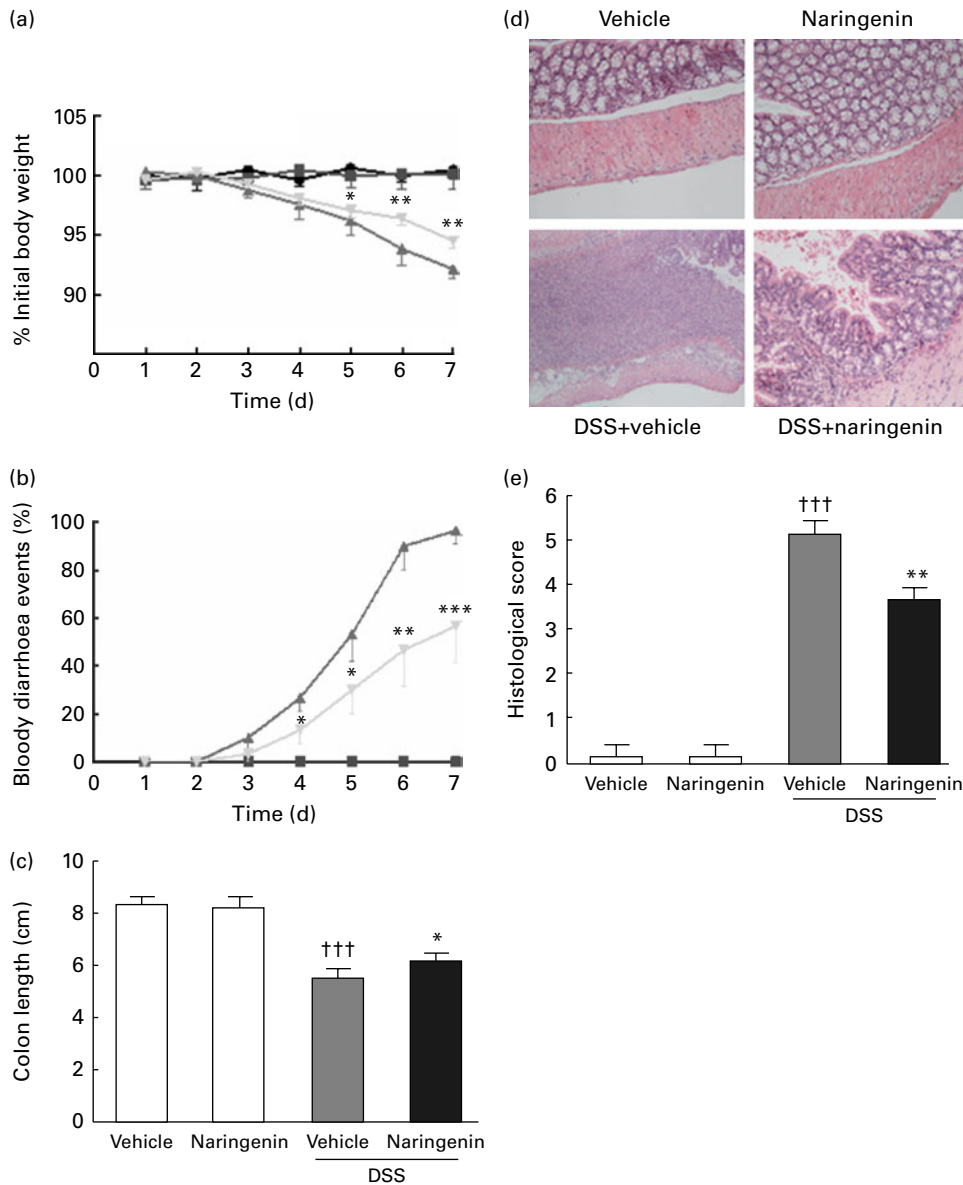 (a)
105
100
95
90
% Initial body weight
*
**
**
0 1 2 3 4 5 6 7
Time (d)
(b)
100
80
60
40
20
0
Bloody diarrhoea events (%)
*
*
**
***
0 1 2 3 4 5 6 7
Time (d)
(c)
10
8
6
4
2
0
Colon length (cm)
†††
*
Vehicle Naringenin Vehicle Naringenin
DSS
(d)
Vehicle Naringenin
DSS+vehicle DSS+naringenin
(e)
6
5
4
3
2
1
0
Histological score
†††
**
Vehicle Naringenin Vehicle Naringenin
DSS